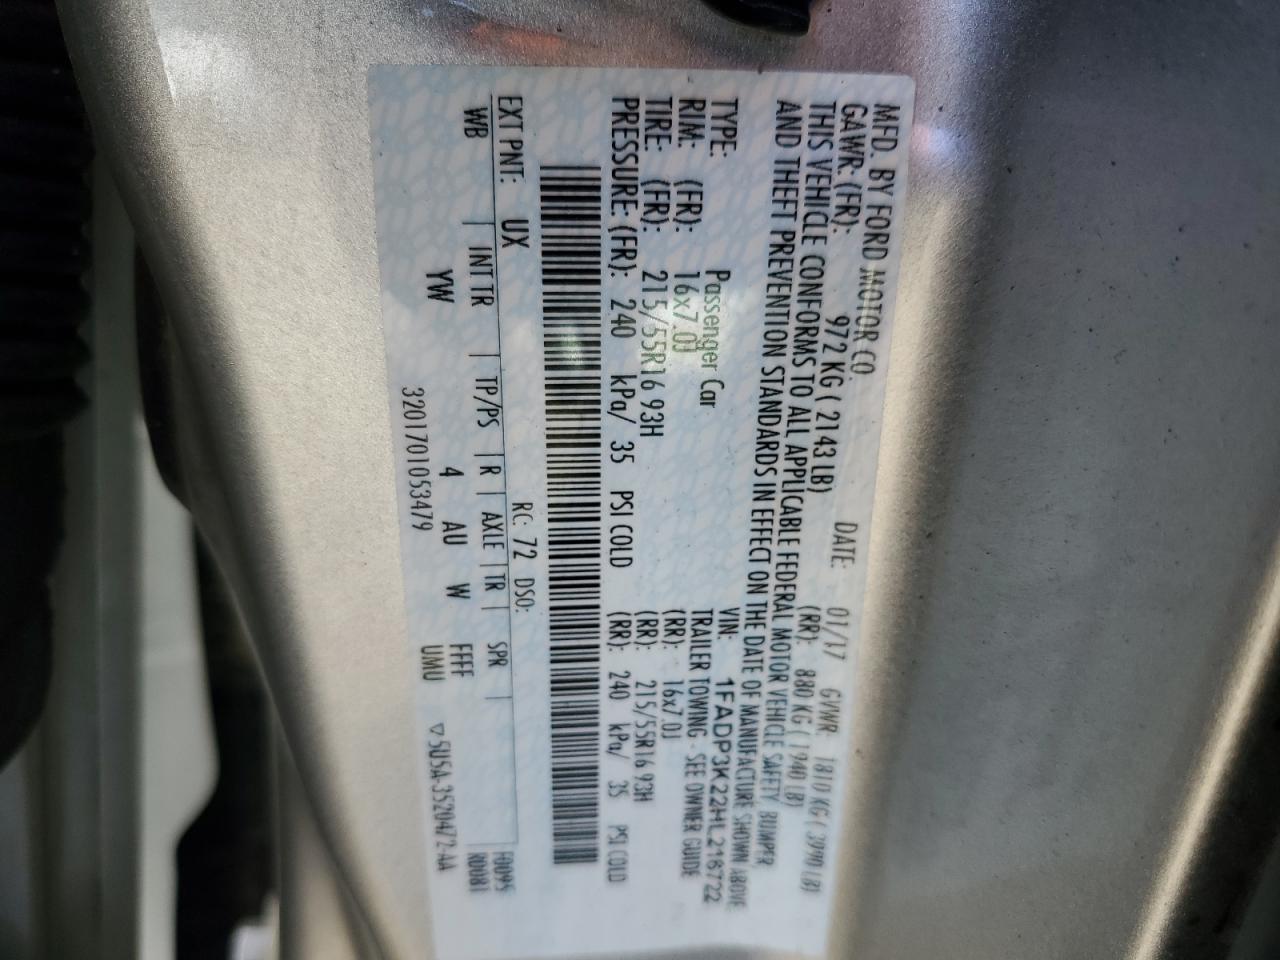 MFD. BY FORD MOTOR CO.
DATE: 01/17 GVWR: 1810 KG ( 3990 LB)
GAWR: (FR): 972 KG ( 2143 LB) (RR): 880 KG ( 1940 LB)
THIS VEHICLE CONFORMS TO ALL APPLICABLE FEDERAL MOTOR VEHICLE SAFETY, BUMPER,
AND THEFT PREVENTION STANDARDS IN EFFECT ON THE DATE OF MANUFACTURE SHOWN ABOVE.
VIN: 1FADP3K22HL216722
TYPE: Passenger Car TRAILER TOWING - SEE OWNER GUIDE
RIM: (FR): 16x7.0J (RR): 16x7.0J
TIRE: (FR): 215/55R16 93H (RR): 215/55R16 93H
PRESSURE: (FR): 240 kPa/ 35 PSI COLD (RR): 240 kPa/ 35 PSI COLD
EXT PNT: UX RC: 72 DSO: F0095
WB INT TR TP/PS R AXLE TR SPR R0081
YW 4 AU W FFFF
UMU
3201701053479 ▽5U5A-3520472-AA